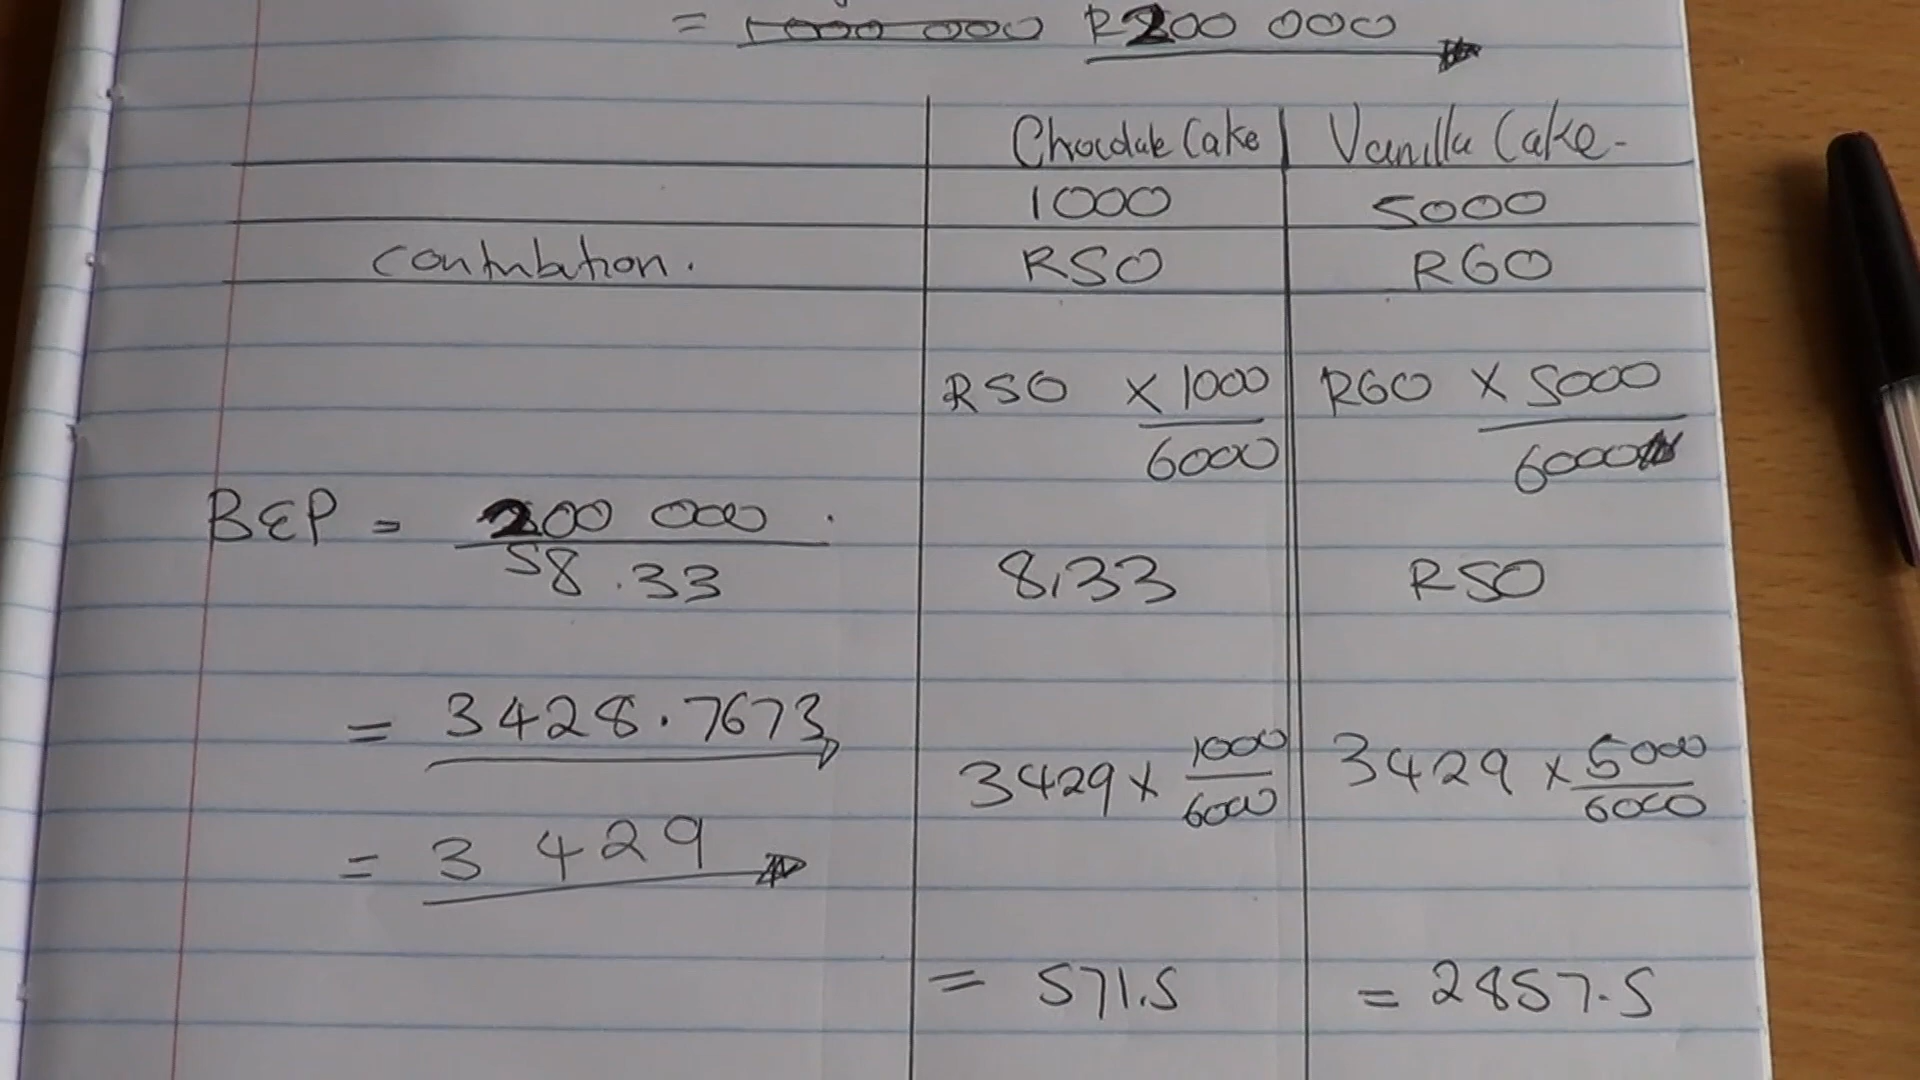 = 1000 000 R200 000
Chocolate Cake Vanilla Cake-
1000 5000
contribution. R50 R60
R50 × 1000 R60 × 5000
6000 6000
BEP = 200 000
58.33 8,33 R50
= 3428.7673
3429 × 1000 3429 × 5000
6000 6000
= 3 429
= 571.5 = 2857.5